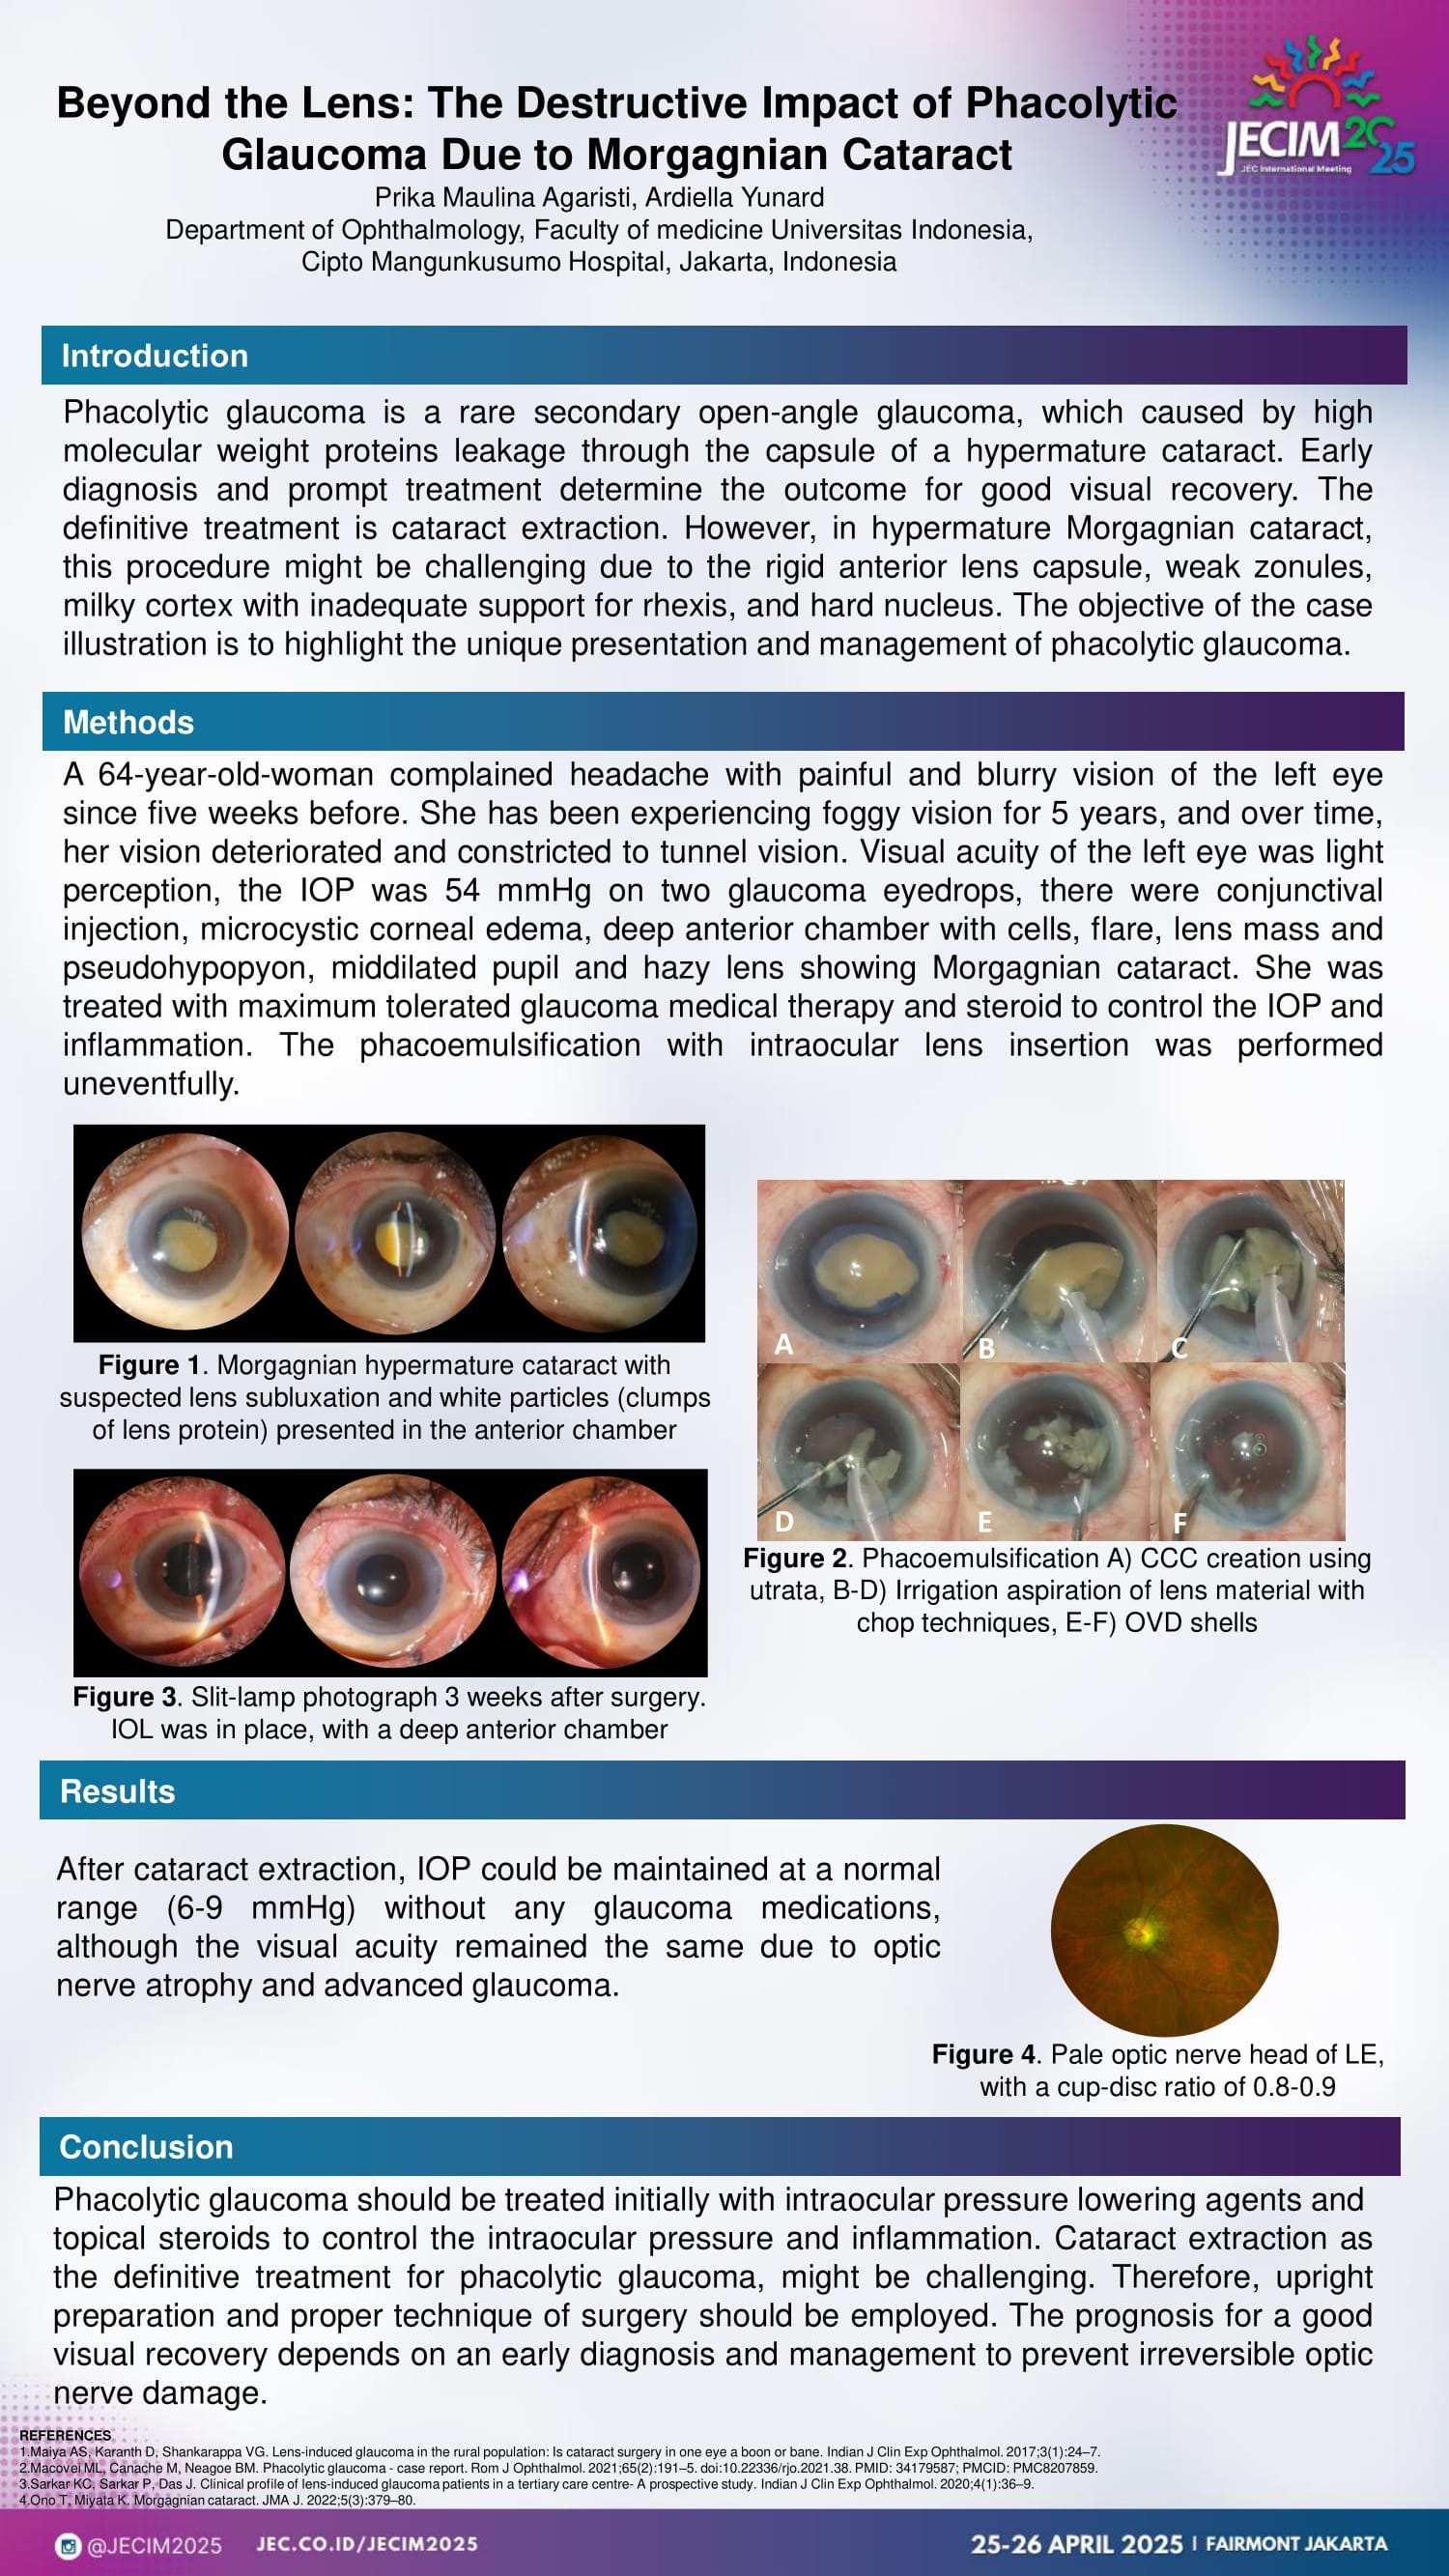 Beyond the Lens: The Destructive Impact of Phacolytic
Glaucoma Due to Morgagnian Cataract
Prika Maulina Agaristi, Ardiella Yunard
Department of Ophthalmology, Faculty of medicine Universitas Indonesia,
Cipto Mangunkusumo Hospital, Jakarta, Indonesia
JECIM 2025
JEC International Meeting
Introduction
Phacolytic glaucoma is a rare secondary open-angle glaucoma, which caused by high
molecular weight proteins leakage through the capsule of a hypermature cataract. Early
diagnosis and prompt treatment determine the outcome for good visual recovery. The
definitive treatment is cataract extraction. However, in hypermature Morgagnian cataract,
this procedure might be challenging due to the rigid anterior lens capsule, weak zonules,
milky cortex with inadequate support for rhexis, and hard nucleus. The objective of the case
illustration is to highlight the unique presentation and management of phacolytic glaucoma.
Methods
A 64-year-old-woman complained headache with painful and blurry vision of the left eye
since five weeks before. She has been experiencing foggy vision for 5 years, and over time,
her vision deteriorated and constricted to tunnel vision. Visual acuity of the left eye was light
perception, the IOP was 54 mmHg on two glaucoma eyedrops, there were conjunctival
injection, microcystic corneal edema, deep anterior chamber with cells, flare, lens mass and
pseudohypopyon, middilated pupil and hazy lens showing Morgagnian cataract. She was
treated with maximum tolerated glaucoma medical therapy and steroid to control the IOP and
inflammation. The phacoemulsification with intraocular lens insertion was performed
uneventfully.
Figure 1. Morgagnian hypermature cataract with
suspected lens subluxation and white particles (clumps
of lens protein) presented in the anterior chamber
A
B
C
D
E
F
Figure 2. Phacoemulsification A) CCC creation using
utrata, B-D) Irrigation aspiration of lens material with
chop techniques, E-F) OVD shells
Figure 3. Slit-lamp photograph 3 weeks after surgery.
IOL was in place, with a deep anterior chamber
Results
After cataract extraction, IOP could be maintained at a normal
range (6-9 mmHg) without any glaucoma medications,
although the visual acuity remained the same due to optic
nerve atrophy and advanced glaucoma.
Figure 4. Pale optic nerve head of LE,
with a cup-disc ratio of 0.8-0.9
Conclusion
Phacolytic glaucoma should be treated initially with intraocular pressure lowering agents and
topical steroids to control the intraocular pressure and inflammation. Cataract extraction as
the definitive treatment for phacolytic glaucoma, might be challenging. Therefore, upright
preparation and proper technique of surgery should be employed. The prognosis for a good
visual recovery depends on an early diagnosis and management to prevent irreversible optic
nerve damage.
REFERENCES
1.Maiya AS, Karanth D, Shankarappa VG. Lens-induced glaucoma in the rural population: Is cataract surgery in one eye a boon or bane. Indian J Clin Exp Ophthalmol. 2017;3(1):24–7.
2.Macovei ML, Canache M, Neagoe BM. Phacolytic glaucoma - case report. Rom J Ophthalmol. 2021;65(2):191–5. doi:10.22336/rjo.2021.38. PMID: 34179587; PMCID: PMC8207859.
3.Sarkar KC, Sarkar P, Das J. Clinical profile of lens-induced glaucoma patients in a tertiary care centre- A prospective study. Indian J Clin Exp Ophthalmol. 2020;4(1):36–9.
4.Ono T, Miyata K. Morgagnian cataract. JMA J. 2022;5(3):379–80.
@JECIM2025 JEC.CO.ID/JECIM2025
25-26 APRIL 2025 | FAIRMONT JAKARTA